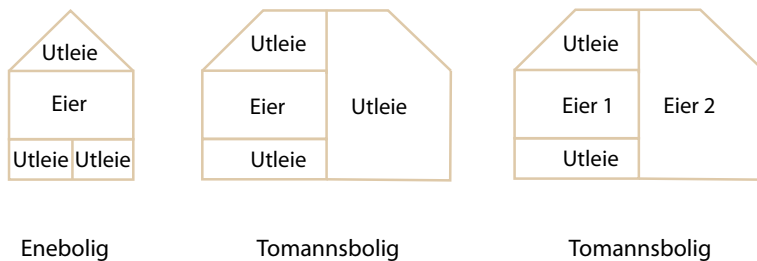 Utleie
Eier
Utleie Utleie
Enebolig
Utleie
Eier
Utleie
Utleie
Tomannsbolig
Utleie
Eier 1
Eier 2
Utleie
Tomannsbolig